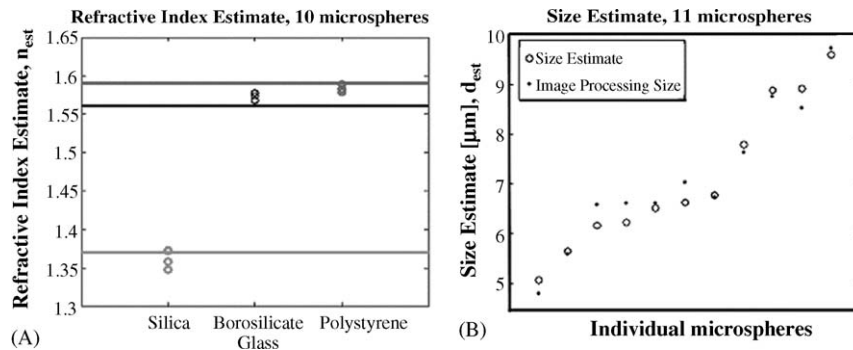 Refractive Index Estimate, 10 microspheres
Refractive Index Estimate, n_est
1.65
1.6
1.55
1.5
1.45
1.4
1.35
1.3
Silica
Borosilicate
Glass
Polystyrene
(A)
Size Estimate, 11 microspheres
Size Estimate [μm], d_est
10
9
8
7
6
5
Size Estimate
Image Processing Size
Individual microspheres
(B)